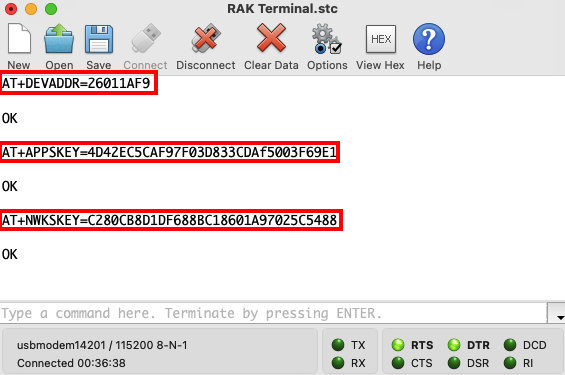 RAK Terminal.stc
New Open Save Connect Disconnect Clear Data Options HEX View Hex Help
AT+DEVADDR=26011AF9
OK
AT+APPSKEY=4D42EC5CAF97F03D833CDAf5003F69E1
OK
AT+NWKSKEY=C280CB8D1DF688BC18601A97025C5488
OK
Type a command here. Terminate by pressing ENTER.
usbmodem14201 / 115200 8-N-1 TX RTS DTR DCD
Connected 00:36:38 RX CTS DSR RI